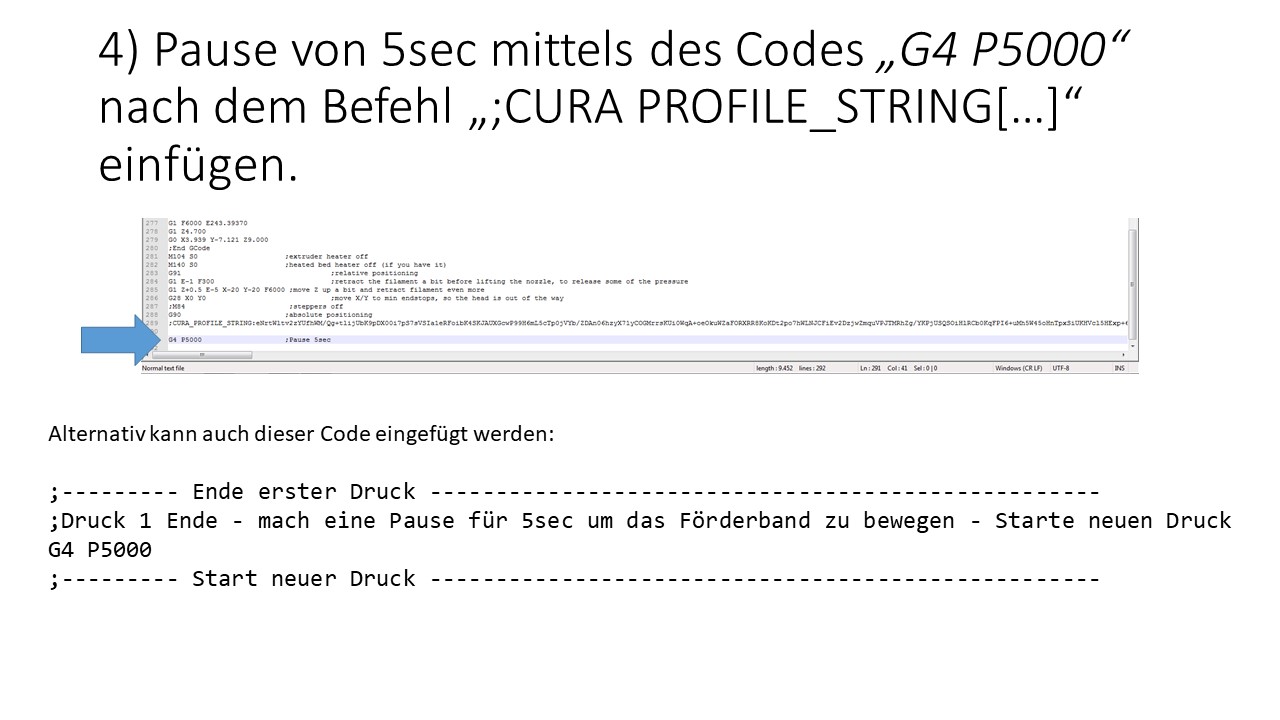 4) Pause von 5sec mittels des Codes „G4 P5000“
nach dem Befehl „;CURA PROFILE_STRING[…]“
einfügen.
277 G1 F6000 E243.39370
278 G1 Z4.700
279 G0 X3.939 Y-7.121 Z9.000
280 ;End GCode
281 M104 S0 ;extruder heater off
282 M140 S0 ;heated bed heater off (if you have it)
283 G91 ;relative positioning
284 G1 E-1 F300 ;retract the filament a bit before lifting the nozzle, to release some of the pressure
285 G1 Z+0.5 E-5 X-20 Y-20 F6000 ;move Z up a bit and retract filament even more
286 G28 X0 Y0 ;move X/Y to min endstops, so the head is out of the way
287 ;M84 ;steppers off
288 G90 ;absolute positioning
289 ;CURA_PROFILE_STRING:
G4 P5000 ;Pause 5sec
Normal text file length : 9.452 lines : 292 Ln : 291 Col : 41 Sel : 0 | 0 Windows (CR LF) UTF-8 INS
Alternativ kann auch dieser Code eingefügt werden:
;--------- Ende erster Druck ---------------------------------------------------
;Druck 1 Ende - mach eine Pause für 5sec um das Förderband zu bewegen - Starte neuen Druck
G4 P5000
;--------- Start neuer Druck ---------------------------------------------------